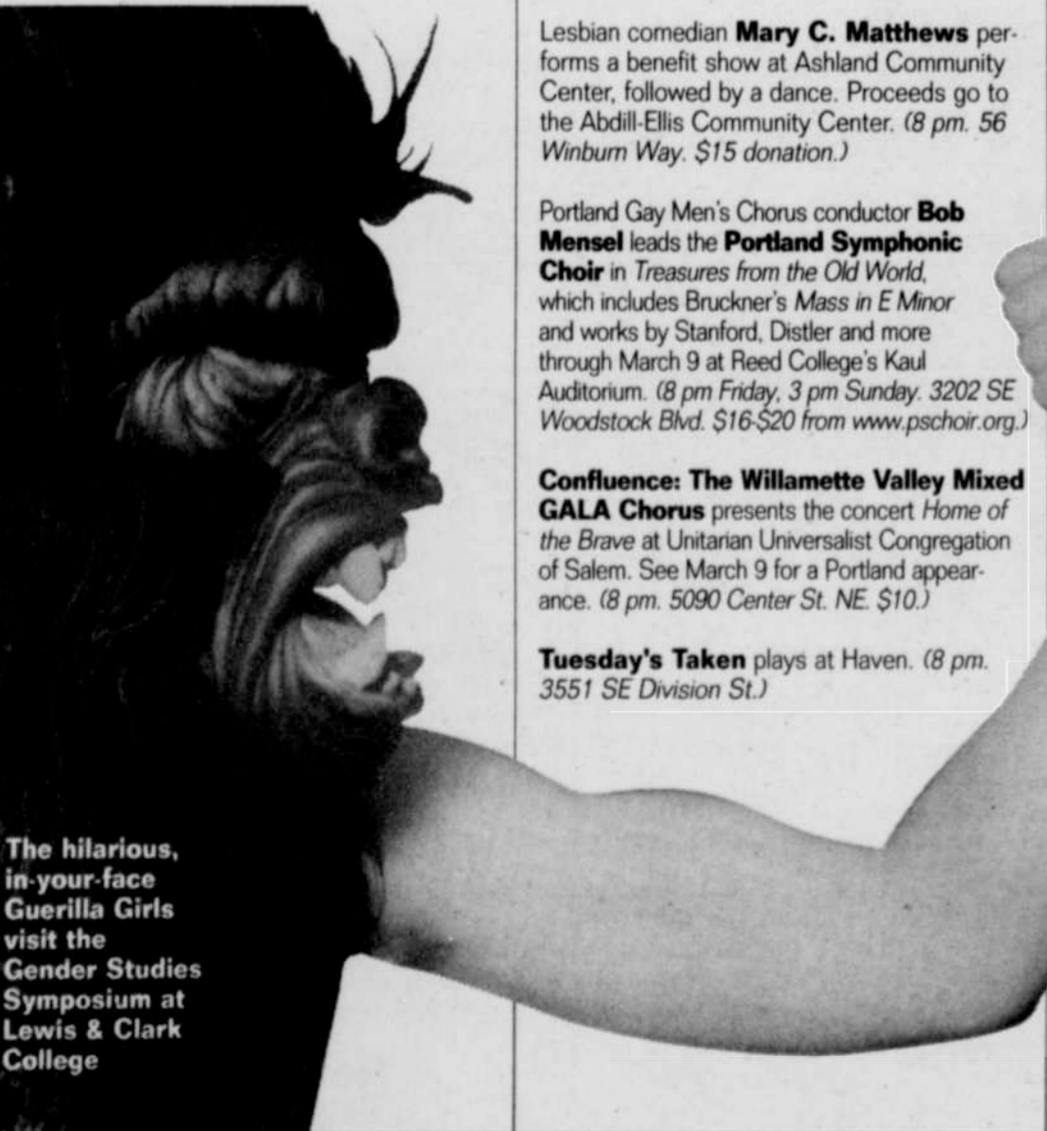 Lesbian comedian Mary C. Matthews per-
forms a benefit show at Ashland Community
Center, followed by a dance. Proceeds go to
the Abdill-Ellis Community Center. (8 pm. 56
Winburn Way. $15 donation.)
Portland Gay Men's Chorus conductor Bob
Mensel leads the Portland Symphonic
Choir in Treasures from the Old World,
which includes Bruckner's Mass in E Minor
and works by Stanford, Distler and more
through March 9 at Reed College's Kaul
Auditorium. (8 pm Friday, 3 pm Sunday. 3202 SE
Woodstock Blvd. $16-$20 from www.pschoir.org.)
Confluence: The Willamette Valley Mixed
GALA Chorus presents the concert Home of
the Brave at Unitarian Universalist Congregation
of Salem. See March 9 for a Portland appear-
ance. (8 pm. 5090 Center St. NE. $10.)
Tuesday's Taken plays at Haven. (8 pm.
3551 SE Division St.)
The hilarious,
in-your-face
Guerilla Girls
visit the
Gender Studies
Symposium at
Lewis & Clark
College